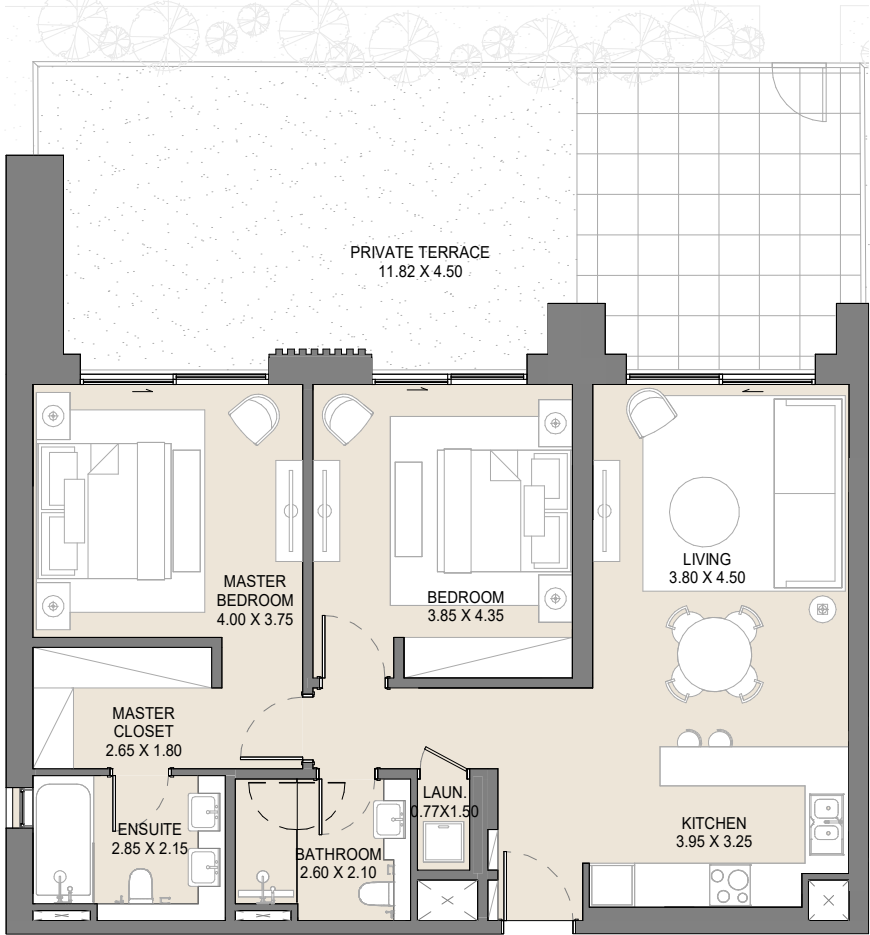 PRIVATE TERRACE
11.82 X 4.50
MASTER
BEDROOM
4.00 X 3.75
BEDROOM
3.85 X 4.35
LIVING
3.80 X 4.50
MASTER
CLOSET
2.65 X 1.80
ENSUITE
2.85 X 2.15
BATHROOM
2.60 X 2.10
LAUN.
0.77X1.50
KITCHEN
3.95 X 3.25